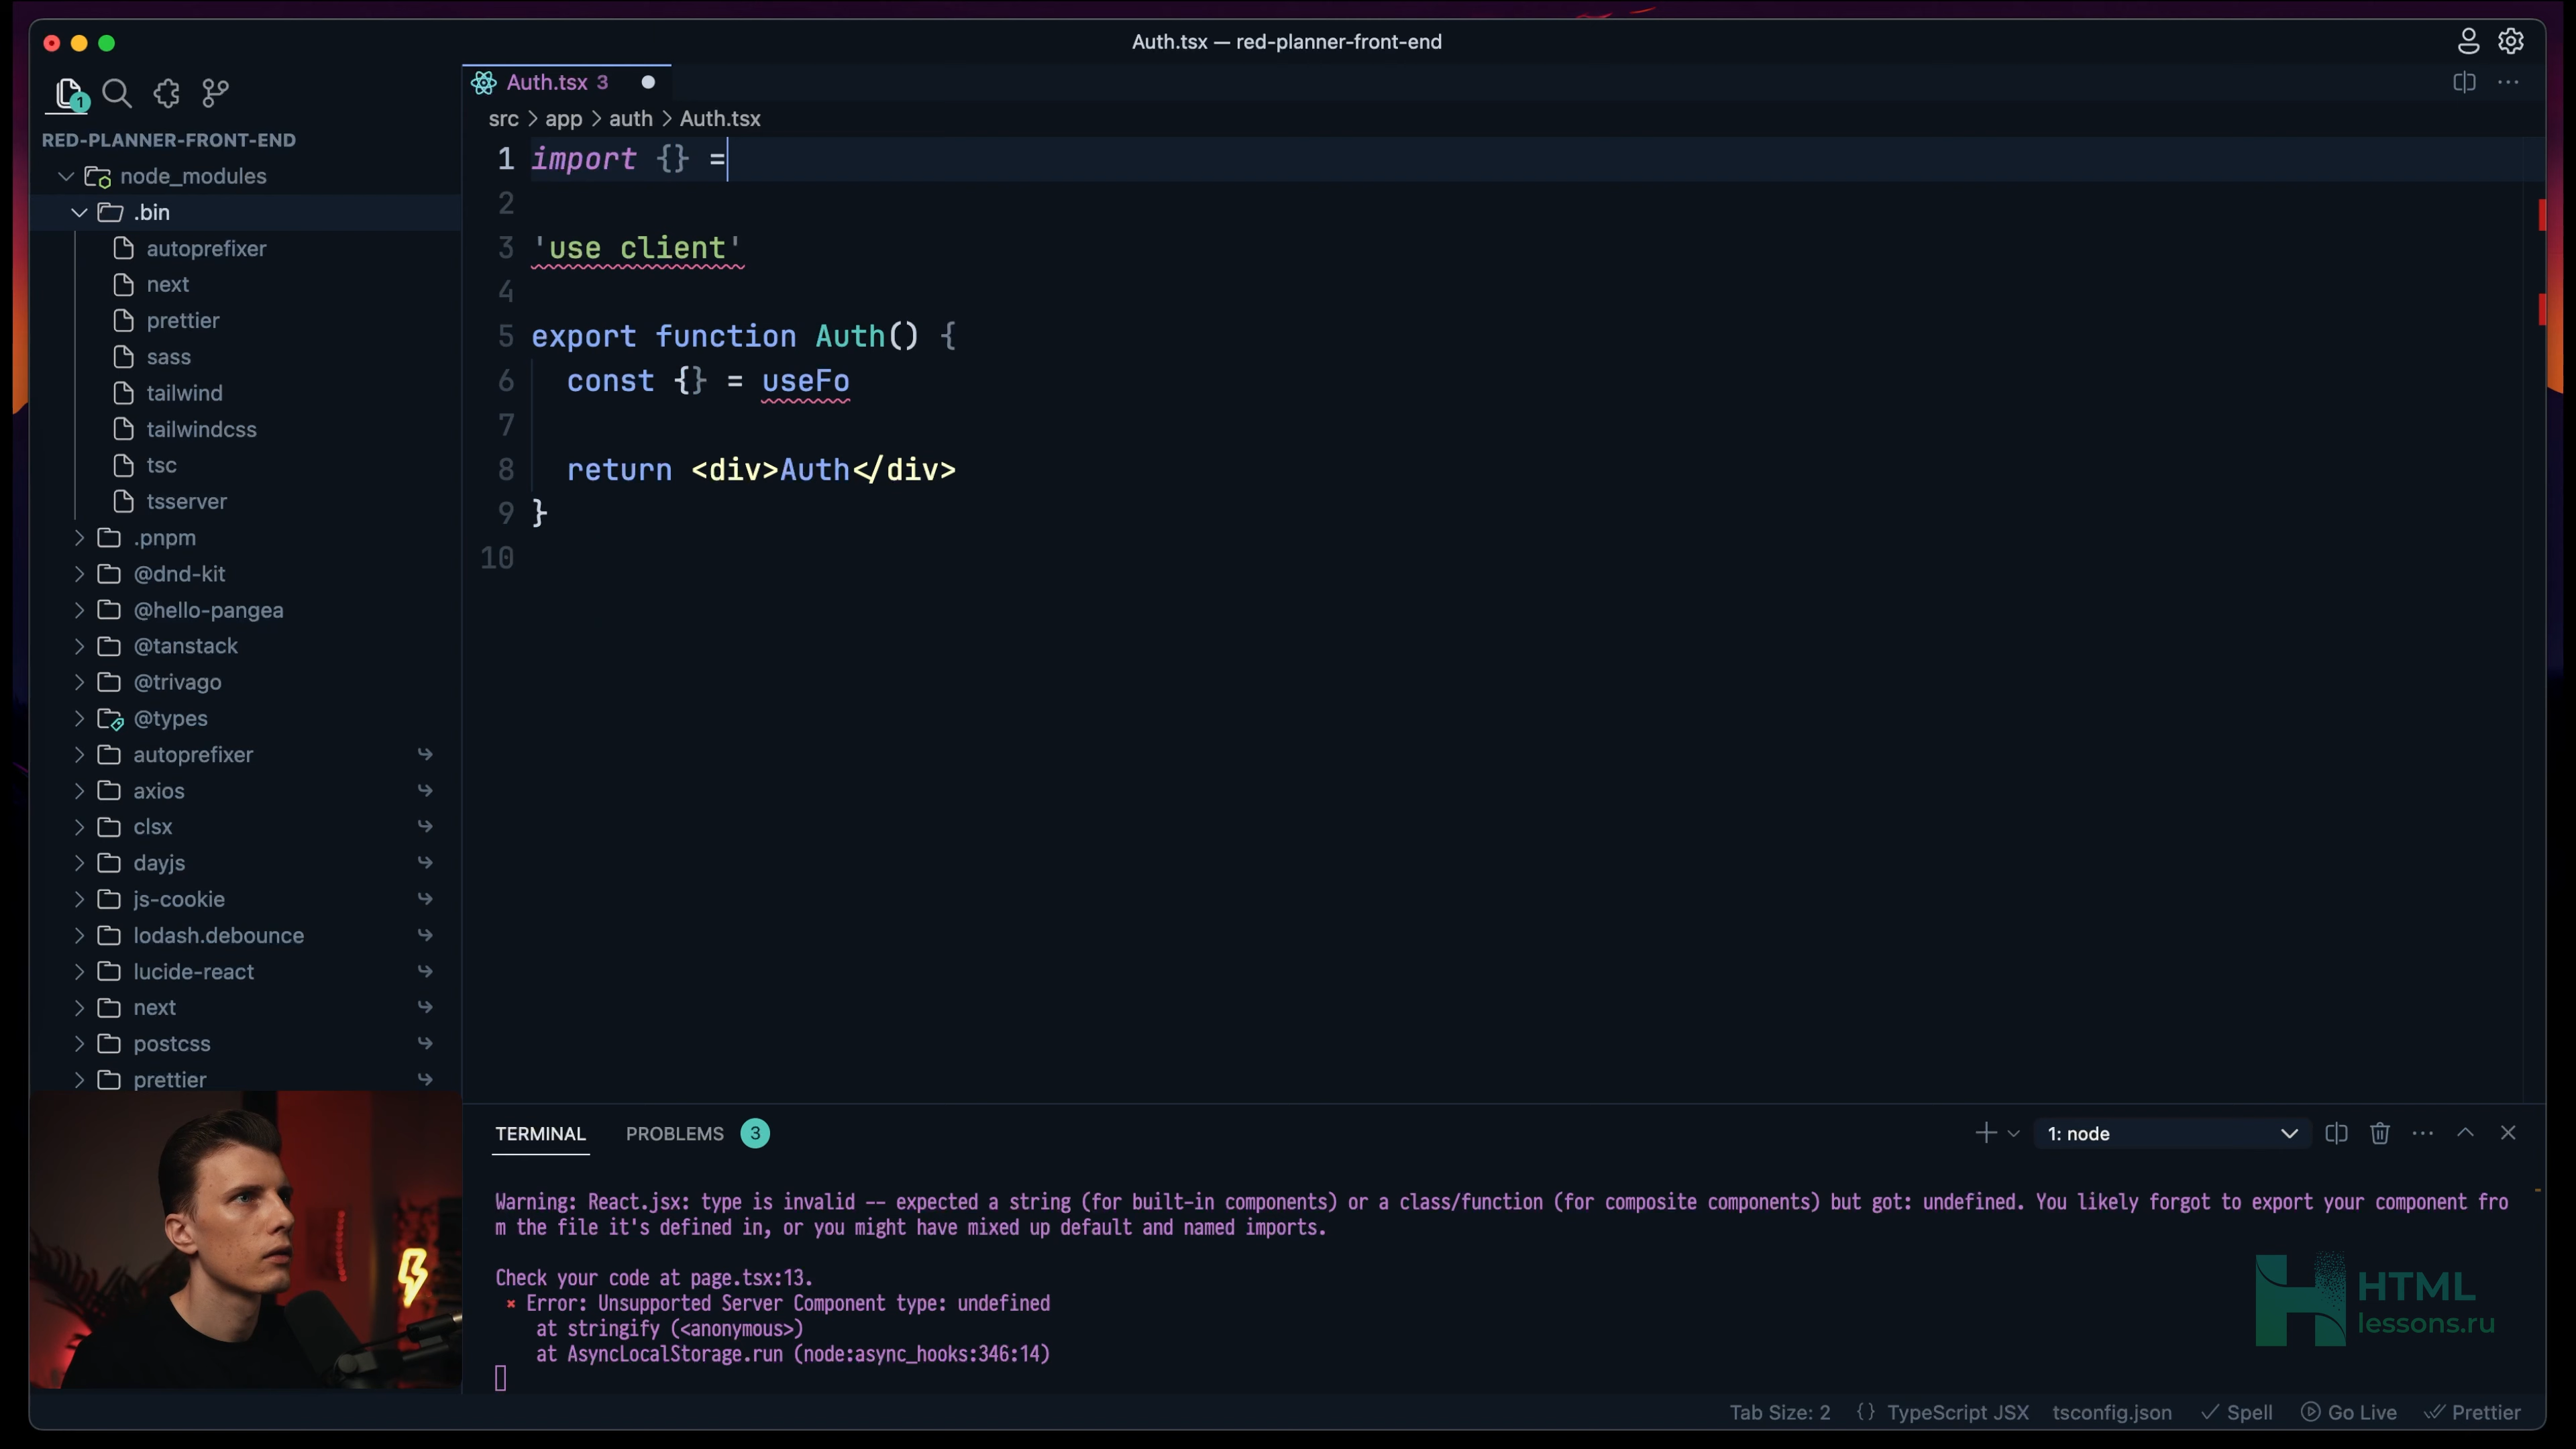 Auth.tsx — red-planner-front-end
1
RED-PLANNER-FRONT-END
node_modules
.bin
autoprefixer
next
prettier
sass
tailwind
tailwindcss
tsc
tsserver
.pnpm
@dnd-kit
@hello-pangea
@tanstack
@trivago
@types
autoprefixer
axios
clsx
dayjs
js-cookie
lodash.debounce
lucide-react
next
postcss
prettier
Auth.tsx 3
src > app > auth > Auth.tsx
1 import {} =
2
3 'use client'
4
5 export function Auth() {
6 const {} = useFo
7
8 return <div>Auth</div>
9 }
10
TERMINAL PROBLEMS 3 1: node
Warning: React.jsx: type is invalid -- expected a string (for built-in components) or a class/function (for composite components) but got: undefined. You likely forgot to export your component fro
m the file it's defined in, or you might have mixed up default and named imports.
Check your code at page.tsx:13.
× Error: Unsupported Server Component type: undefined
at stringify (<anonymous>)
at AsyncLocalStorage.run (node:async_hooks:346:14)
HTML
lessons.ru
Tab Size: 2 {} TypeScript JSX tsconfig.json Spell Go Live Prettier